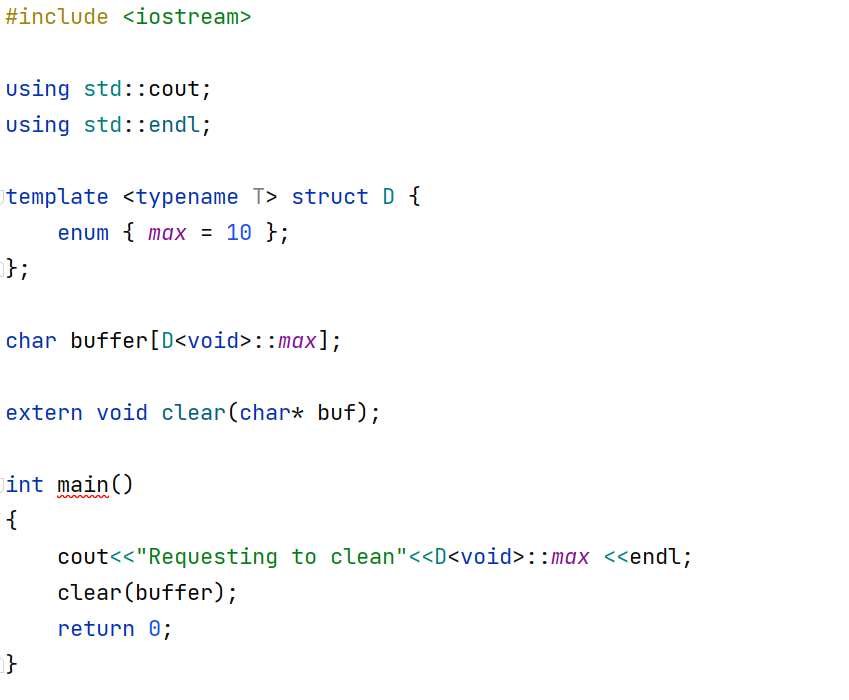 #include <iostream>
using std::cout;
using std::endl;
template <typename T> struct D {
    enum { max = 10 };
};
char buffer[D<void>::max];
extern void clear(char* buf);
int main()
{
    cout<<"Requesting to clean"<<D<void>::max <<endl;
    clear(buffer);
    return 0;
}